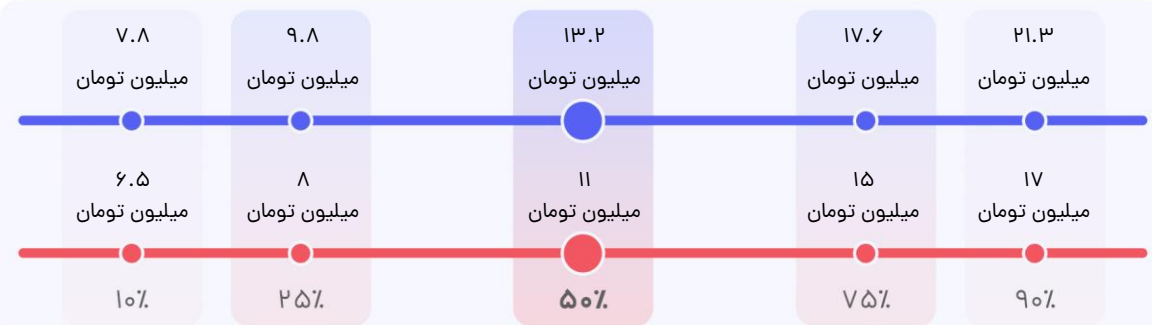 ۷.۸ ۹.۸ ۱۳.۲ ۱۷.۶ ۲۱.۳
میلیون تومان میلیون تومان میلیون تومان میلیون تومان میلیون تومان
۶.۵ ۸ ۱۱ ۱۵ ۱۷
میلیون تومان میلیون تومان میلیون تومان میلیون تومان میلیون تومان
۱۰٪ ۲۵٪ ۵۰٪ ۷۵٪ ۹۰٪